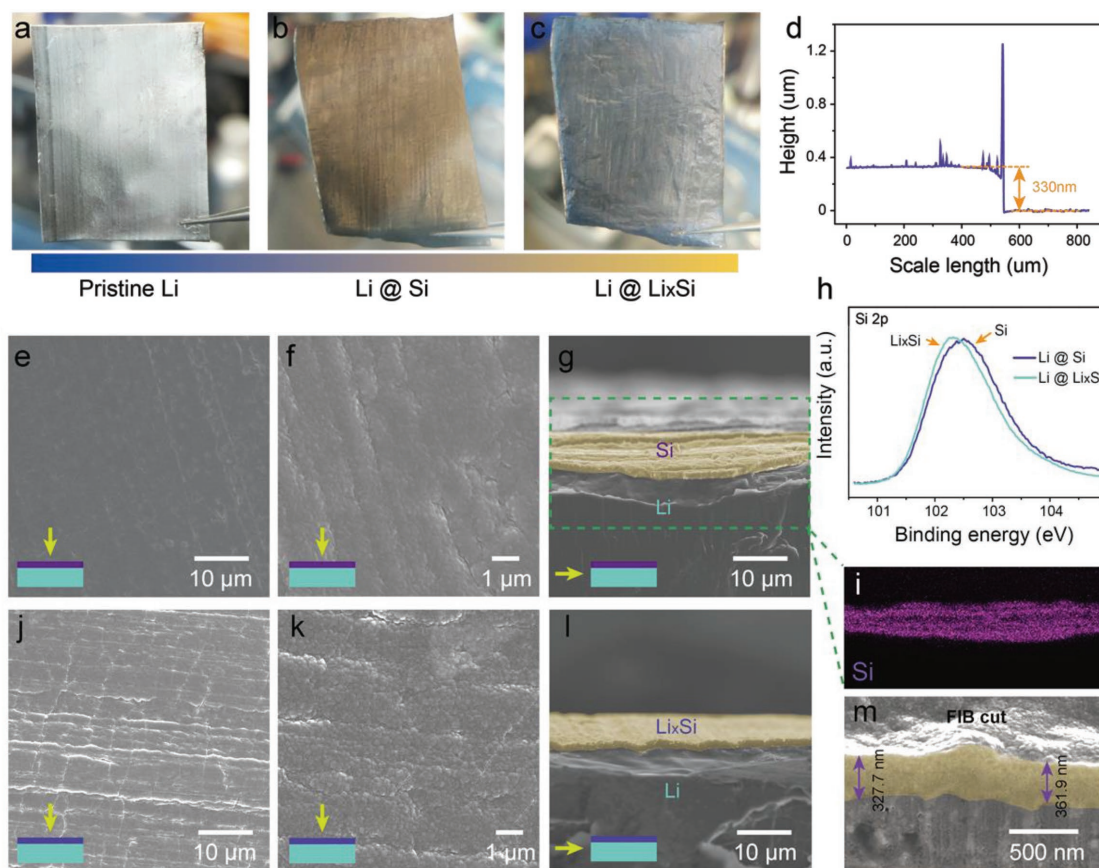 a
b
c
Pristine Li
Li @ Si
Li @ LixSi
d
1.2
0.8
0.4
0
Height (um)
330nm
0
200
400
600
800
Scale length (um)
e
10 µm
f
1 µm
g
Si
Li
10 µm
h
Si 2p
LixSi
Si
Li @ Si
Li @ LixS
Intensity (a.u.)
101
102
103
104
Binding energy (eV)
i
Si
j
10 µm
k
1 µm
l
LixSi
Li
10 µm
m
FIB cut
327.7 nm
361.9 nm
500 nm